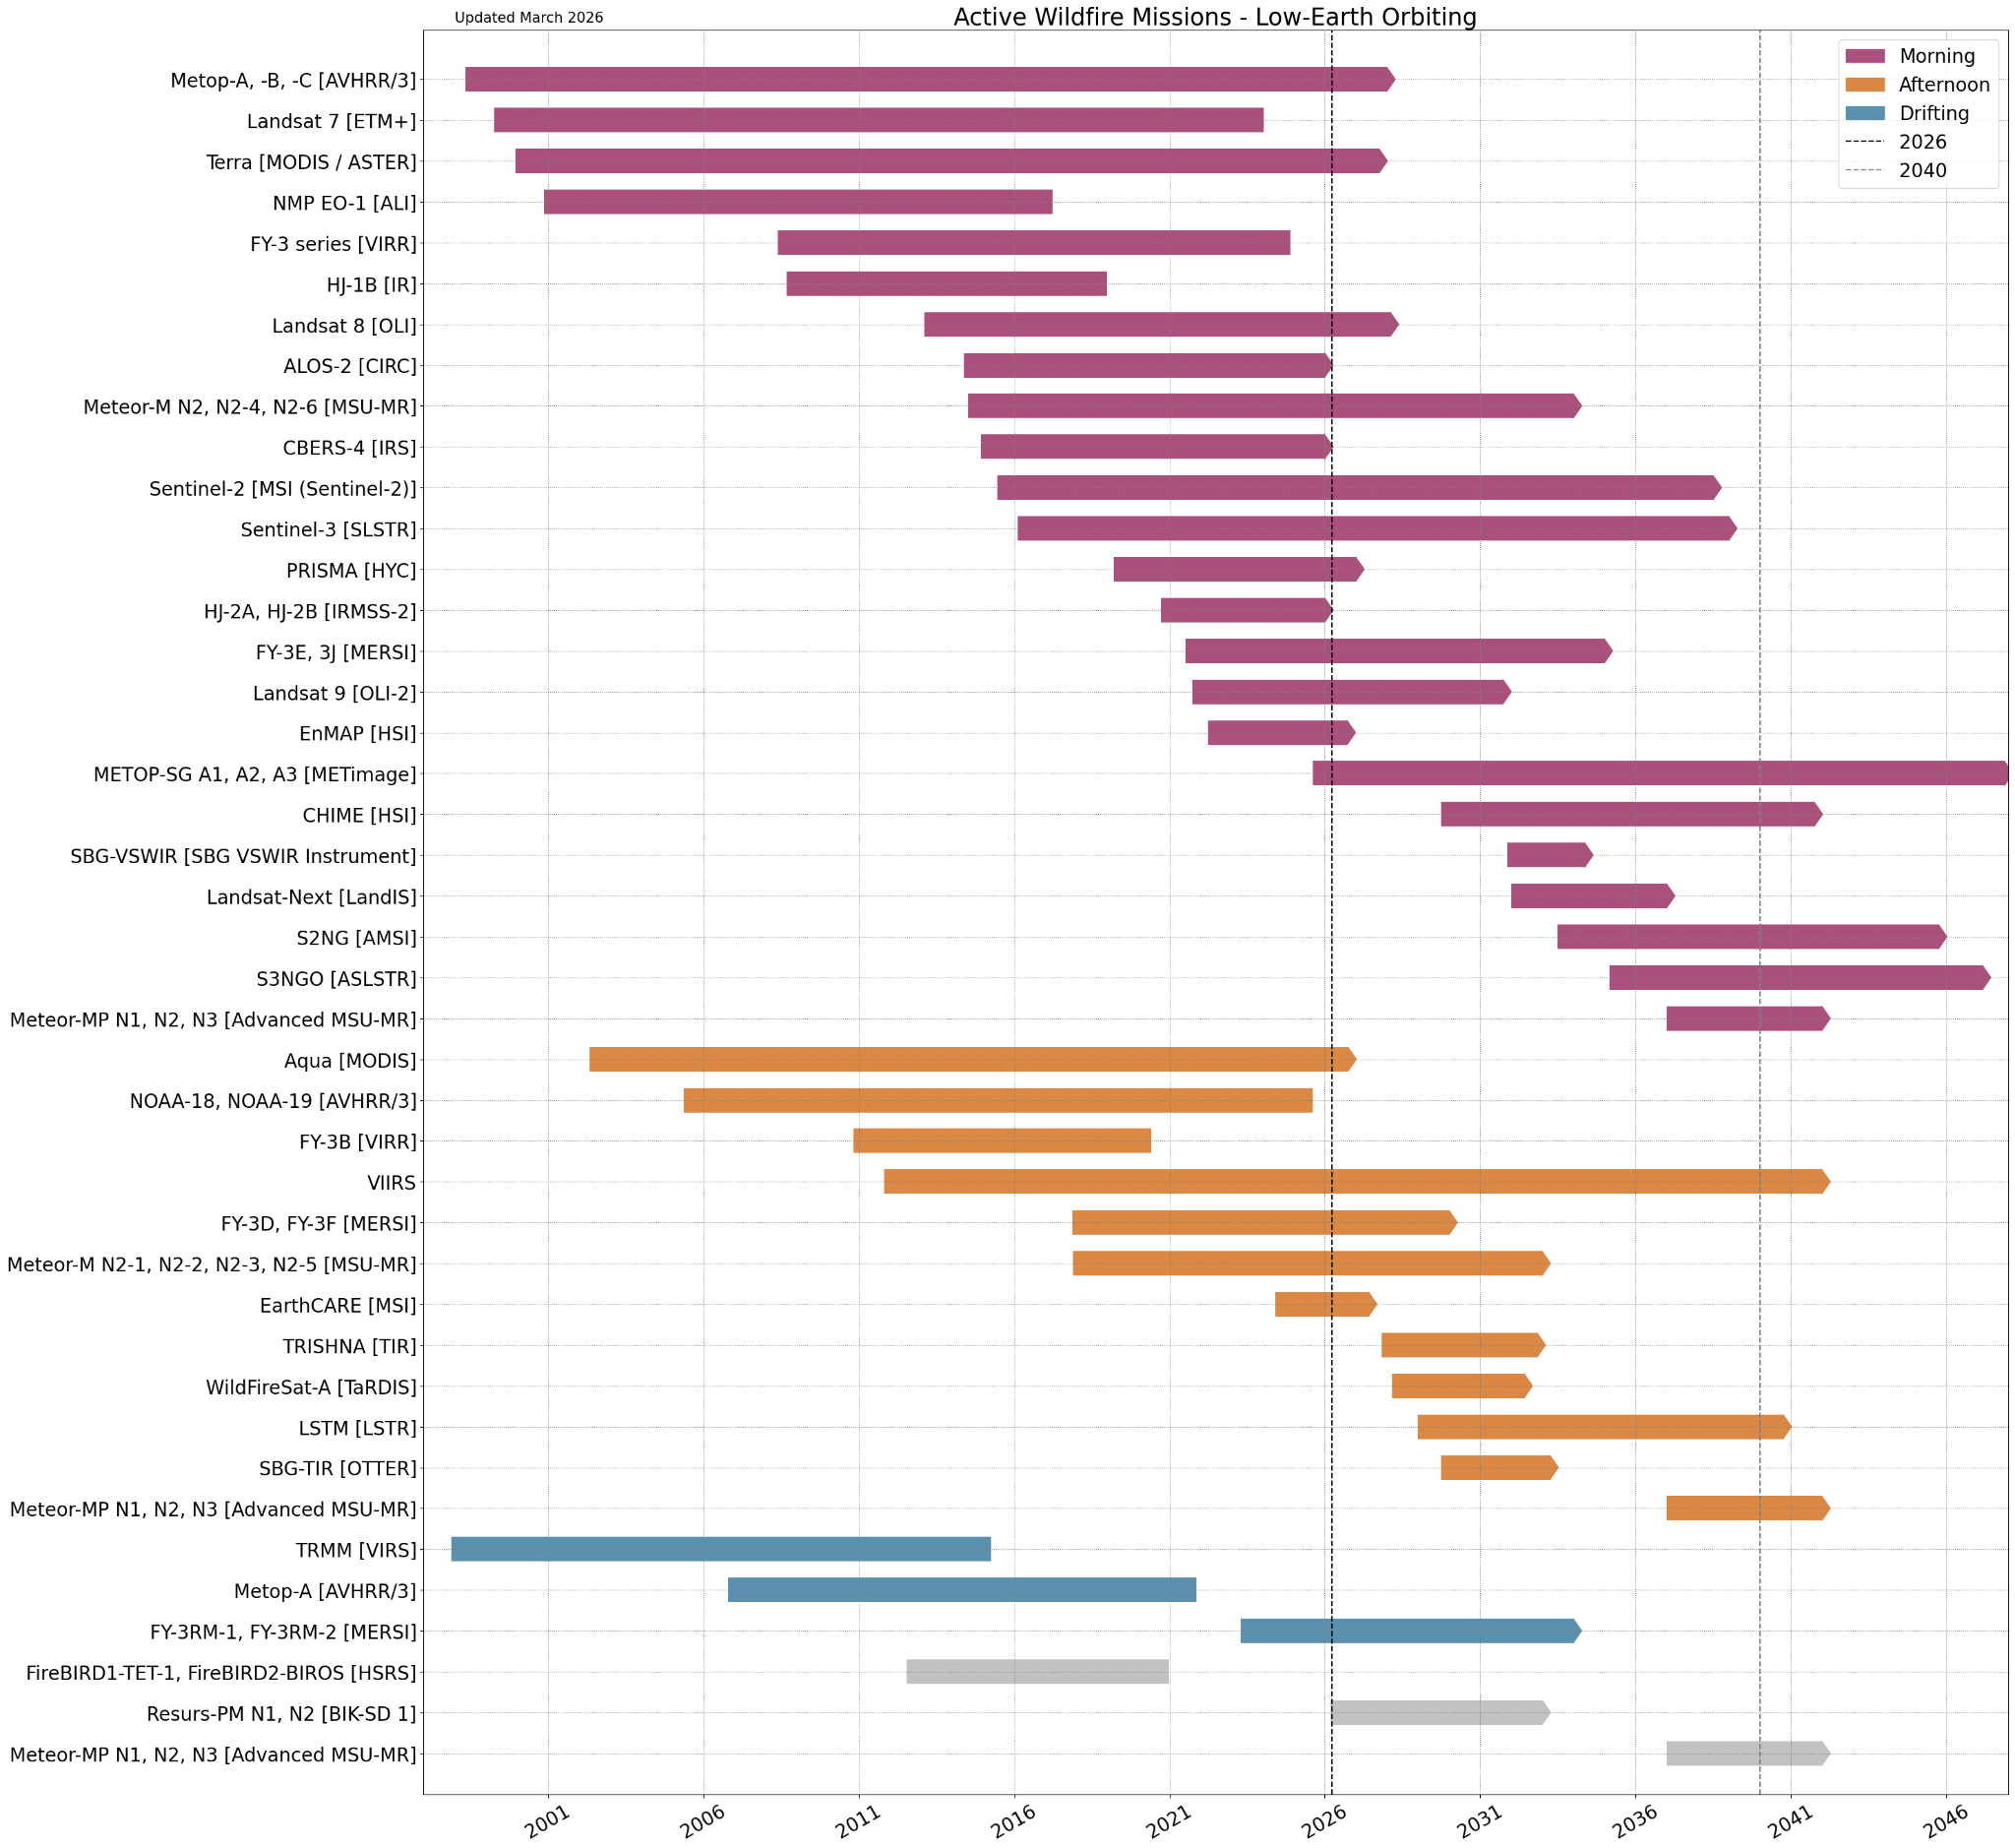 Updated March 2026
Active Wildfire Missions - Low-Earth Orbiting
Morning
Afternoon
Drifting
2026
2040
Metop-A, -B, -C [AVHRR/3]
Landsat 7 [ETM+]
Terra [MODIS / ASTER]
NMP EO-1 [ALI]
FY-3 series [VIRR]
HJ-1B [IR]
Landsat 8 [OLI]
ALOS-2 [CIRC]
Meteor-M N2, N2-4, N2-6 [MSU-MR]
CBERS-4 [IRS]
Sentinel-2 [MSI (Sentinel-2)]
Sentinel-3 [SLSTR]
PRISMA [HYC]
HJ-2A, HJ-2B [IRMSS-2]
FY-3E, 3J [MERSI]
Landsat 9 [OLI-2]
EnMAP [HSI]
METOP-SG A1, A2, A3 [METimage]
CHIME [HSI]
SBG-VSWIR [SBG VSWIR Instrument]
Landsat-Next [LandIS]
S2NG [AMSI]
S3NGO [ASLSTR]
Meteor-MP N1, N2, N3 [Advanced MSU-MR]
Aqua [MODIS]
NOAA-18, NOAA-19 [AVHRR/3]
FY-3B [VIRR]
VIIRS
FY-3D, FY-3F [MERSI]
Meteor-M N2-1, N2-2, N2-3, N2-5 [MSU-MR]
EarthCARE [MSI]
TRISHNA [TIR]
WildFireSat-A [TaRDIS]
LSTM [LSTR]
SBG-TIR [OTTER]
Meteor-MP N1, N2, N3 [Advanced MSU-MR]
TRMM [VIRS]
Metop-A [AVHRR/3]
FY-3RM-1, FY-3RM-2 [MERSI]
FireBIRD1-TET-1, FireBIRD2-BIROS [HSRS]
Resurs-PM N1, N2 [BIK-SD 1]
Meteor-MP N1, N2, N3 [Advanced MSU-MR]
2001 2006 2011 2016 2021 2026 2031 2036 2041 2046